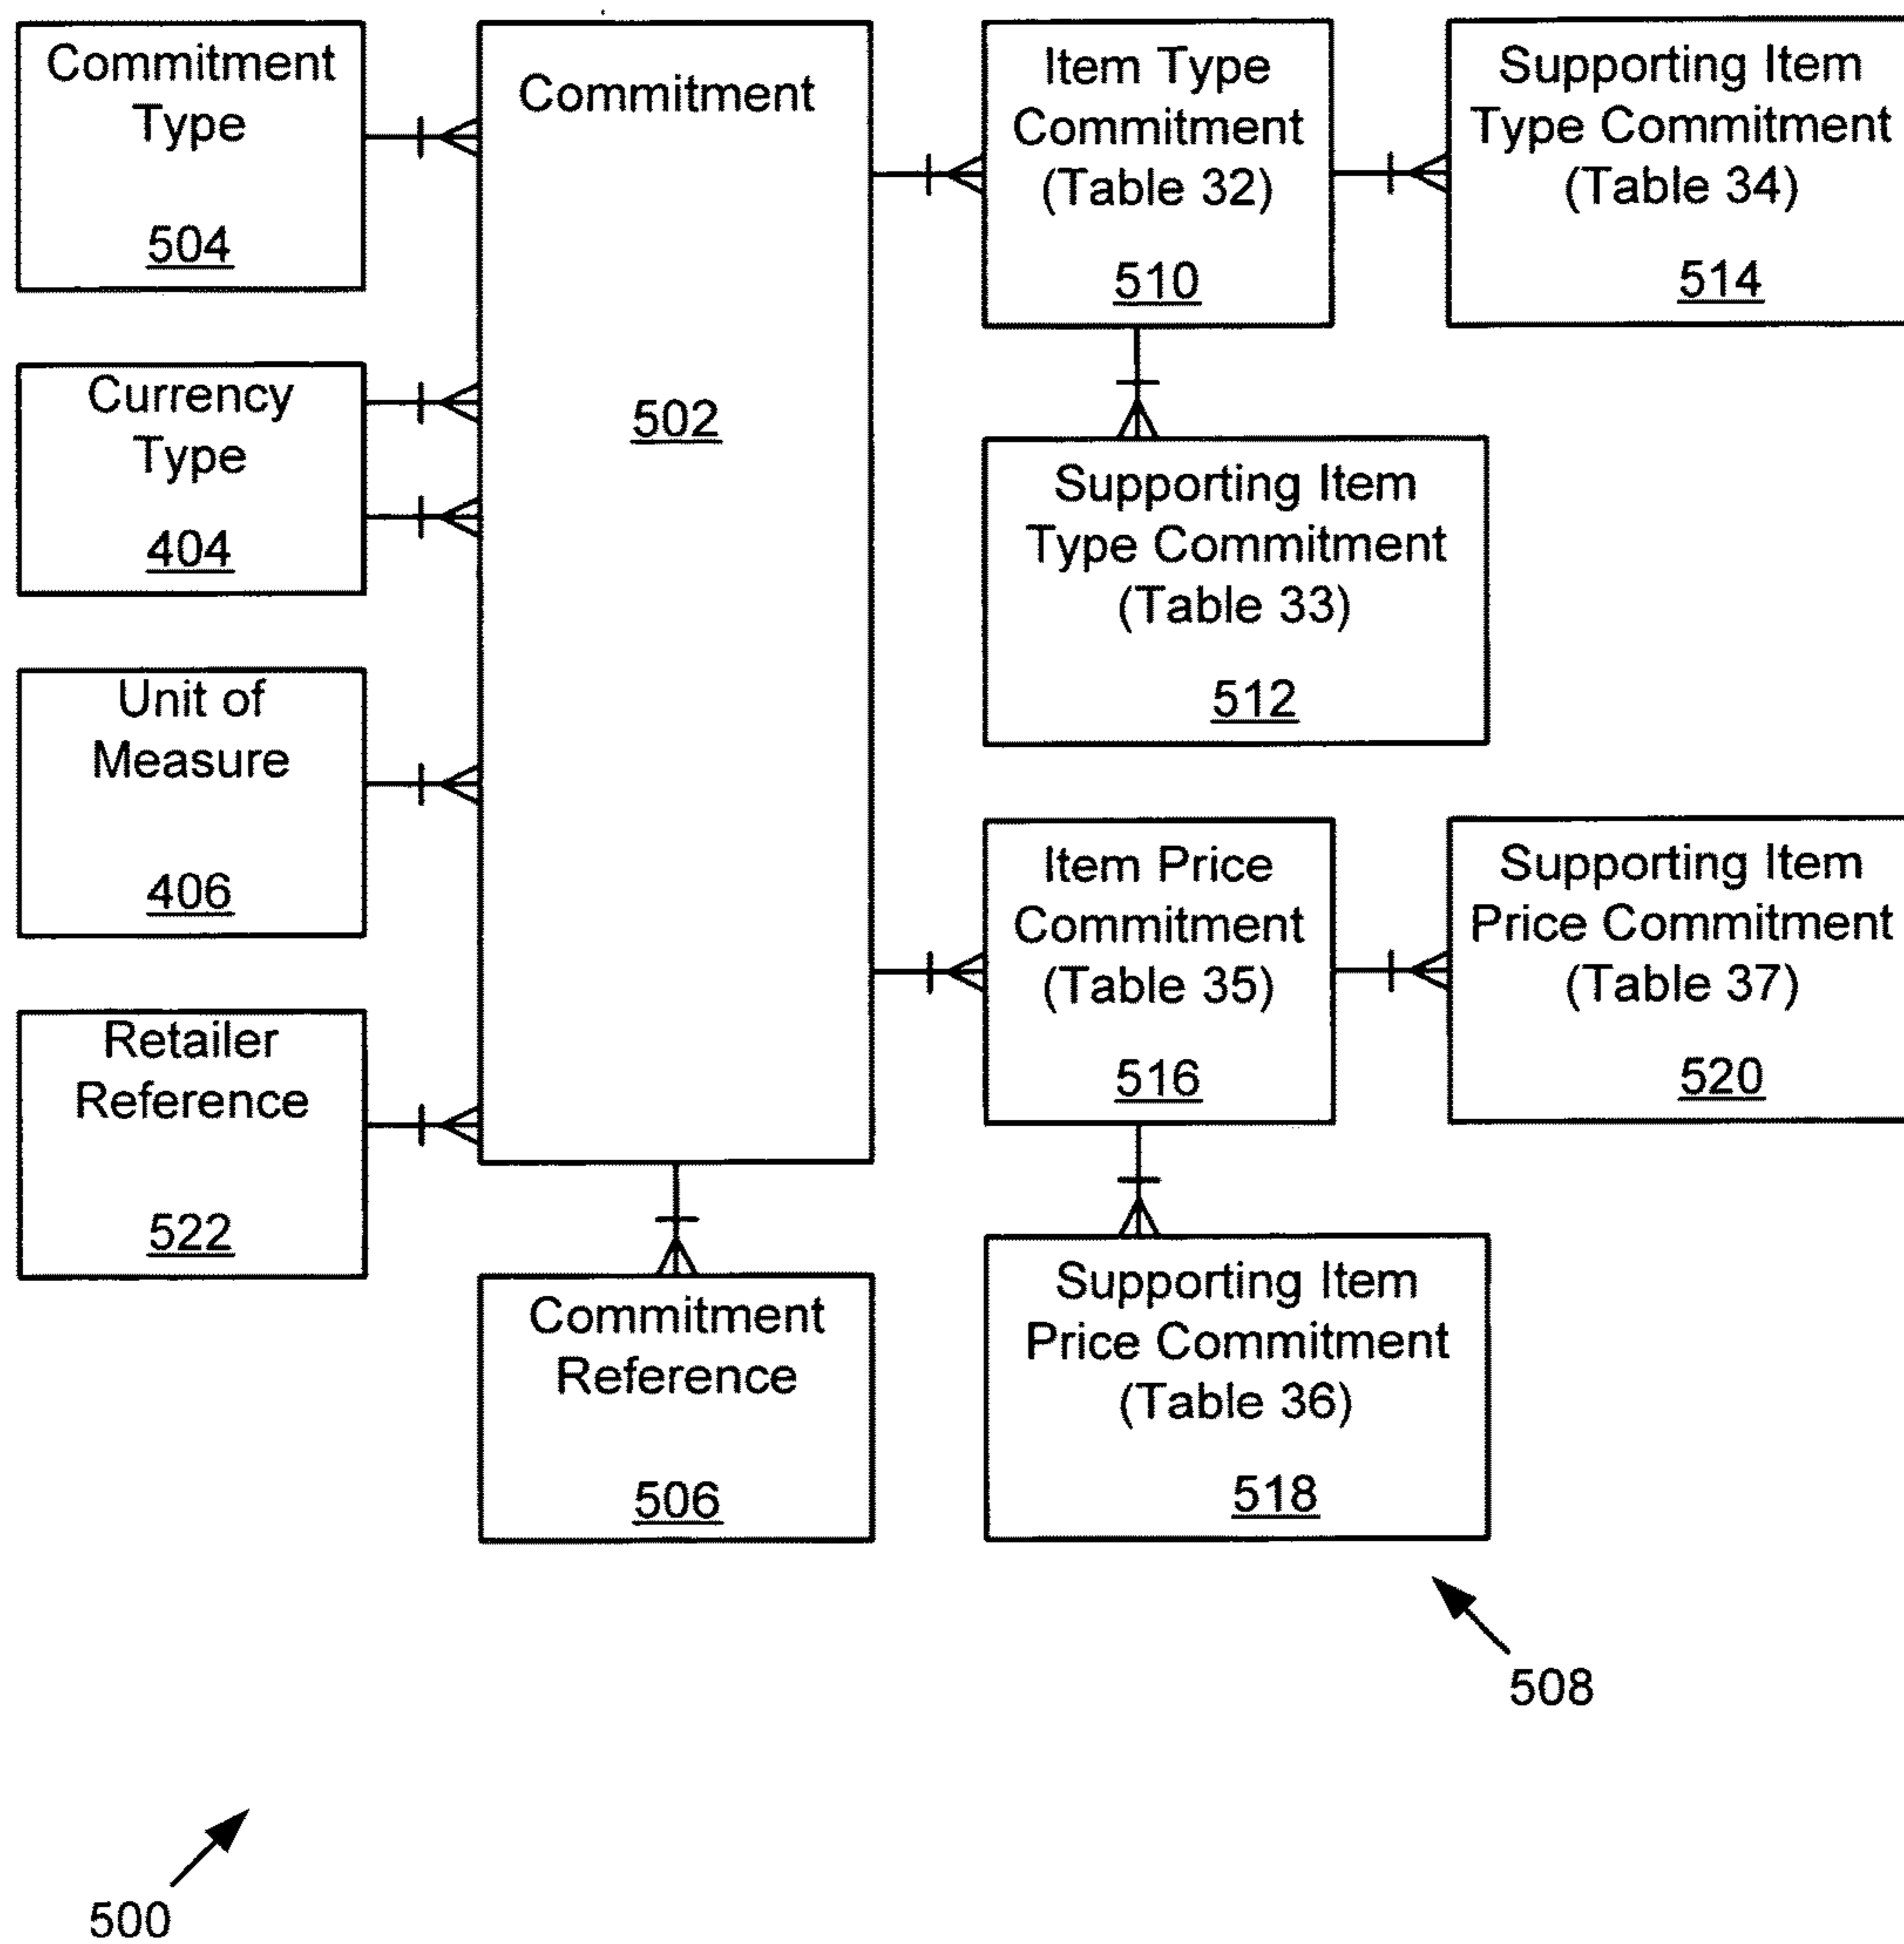 Commitment
Type
504
Currency
Type
404
Unit of
Measure
406
Retailer
Reference
522
Commitment
502
Commitment
Reference
506
Item Type
Commitment
(Table 32)
510
Supporting Item
Type Commitment
(Table 34)
514
Supporting Item
Type Commitment
(Table 33)
512
Item Price
Commitment
(Table 35)
516
Supporting Item
Price Commitment
(Table 37)
520
Supporting Item
Price Commitment
(Table 36)
518
508
500